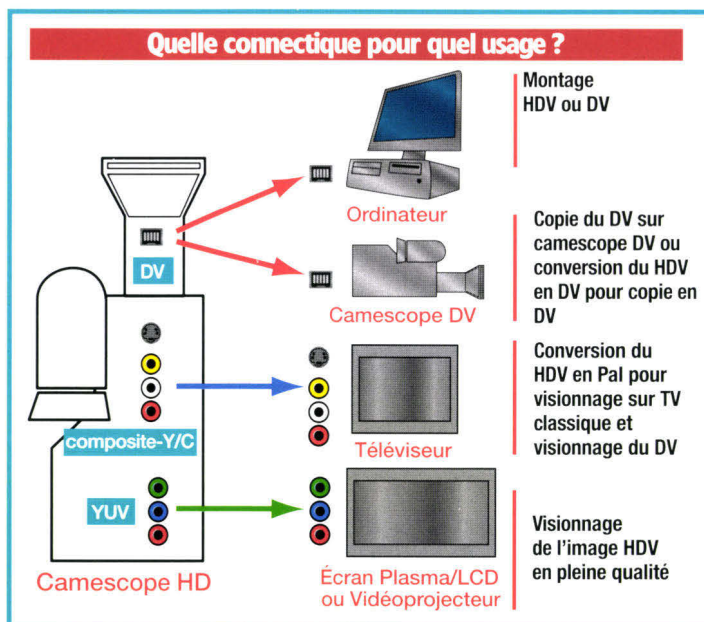 Quelle connectique pour quel usage ?
Montage
HDV ou DV
Ordinateur
DV
Copie du DV sur
camescope DV ou
conversion du HDV
en DV pour copie en
DV
Camescope DV
Conversion du
HDV en Pal pour
visionnage sur TV
classique et
visionnage du DV
composite-Y/C
Téléviseur
YUV
Visionnage
de l'image HDV
en pleine qualité
Camescope HD
Écran Plasma/LCD
ou Vidéoprojecteur